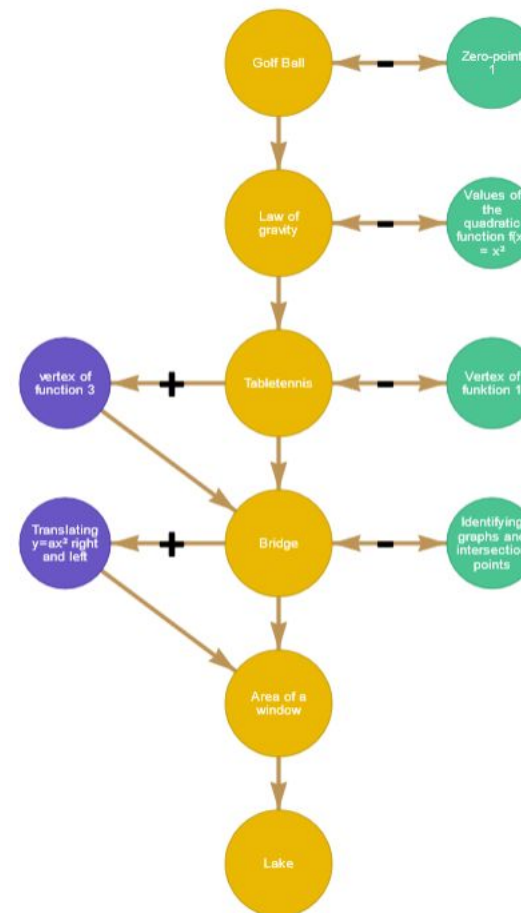 Golf Ball
-
Zero-point
1
Law of
gravity
-
Values of
the
quadratic
function f(x
= x²
vertex of
function 3
+
Tabletennis
-
Vertex of
funktion 1
Translating
y=ax² right
and left
+
Bridge
-
Identifying
graphs and
intersection
points
Area of a
window
Lake